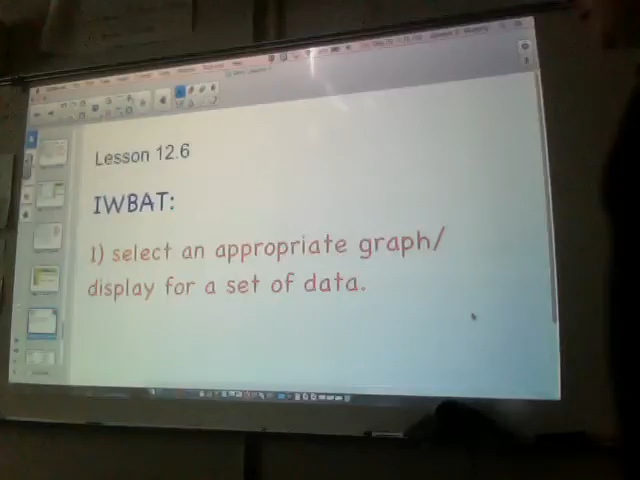 Lesson 12.6
IWBAT:
1) select an appropriate graph/
display for a set of data.